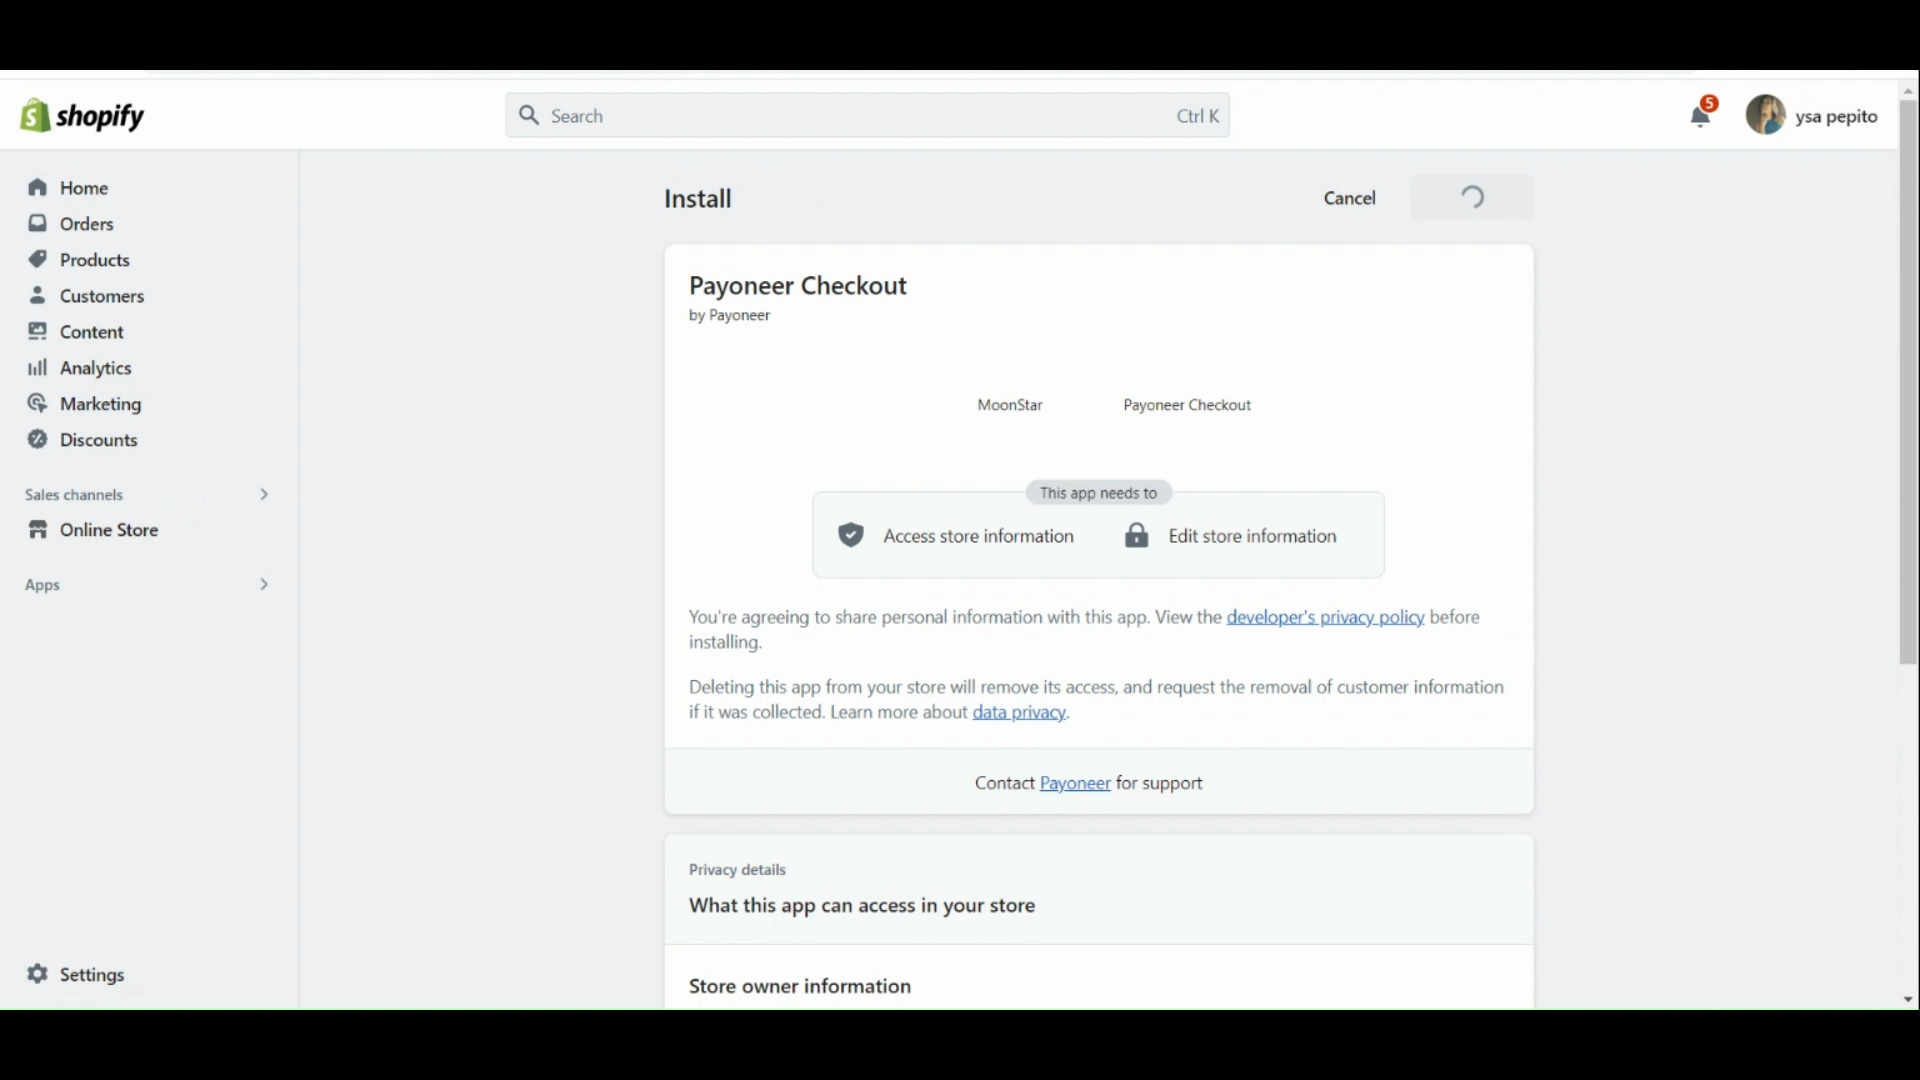 shopify
Search
Ctrl K
5
ysa pepito
Home
Orders
Products
Customers
Content
Analytics
Marketing
Discounts
Sales channels
Online Store
Apps
Settings
Install
Cancel
Payoneer Checkout
by Payoneer
MoonStar
Payoneer Checkout
This app needs to
Access store information
Edit store information
You're agreeing to share personal information with this app. View the developer's privacy policy before
installing.
Deleting this app from your store will remove its access, and request the removal of customer information
if it was collected. Learn more about data privacy.
Contact Payoneer for support
Privacy details
What this app can access in your store
Store owner information